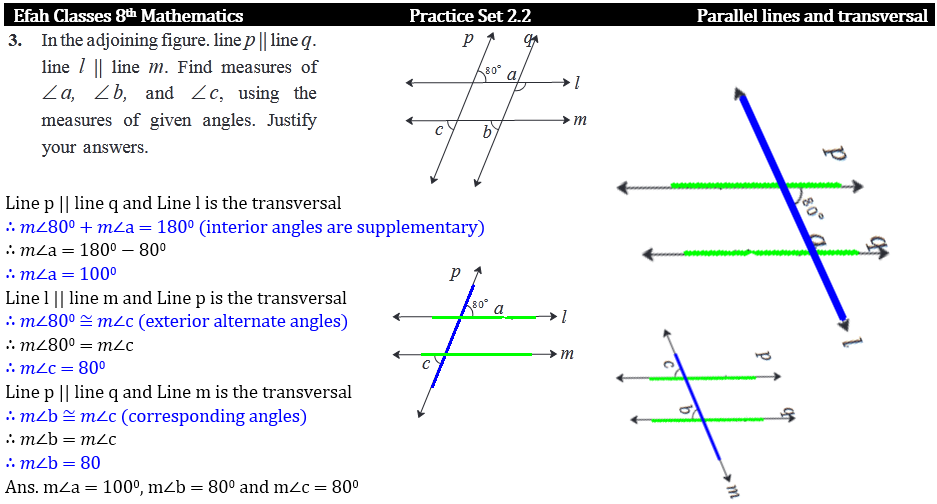 Efah Classes 8th Mathematics Practice Set 2.2 Parallel lines and transversal
3. In the adjoining figure. line p || line q.
line l || line m. Find measures of
∠a, ∠b, and ∠c, using the
measures of given angles. Justify
your answers.
p q
80° a l
c b m
Line p || line q and Line l is the transversal
∴ m∠80⁰ + m∠a = 180⁰ (interior angles are supplementary)
∴ m∠a = 180⁰ − 80⁰
∴ m∠a = 100⁰
Line l || line m and Line p is the transversal
∴ m∠80⁰ ≅ m∠c (exterior alternate angles)
∴ m∠80⁰ = m∠c
∴ m∠c = 80⁰
Line p || line q and Line m is the transversal
∴ m∠b ≅ m∠c (corresponding angles)
∴ m∠b = m∠c
∴ m∠b = 80
Ans. m∠a = 100⁰, m∠b = 80⁰ and m∠c = 80⁰
p
80° a l
c m
p
80°
a q
l
p
c
b q
m